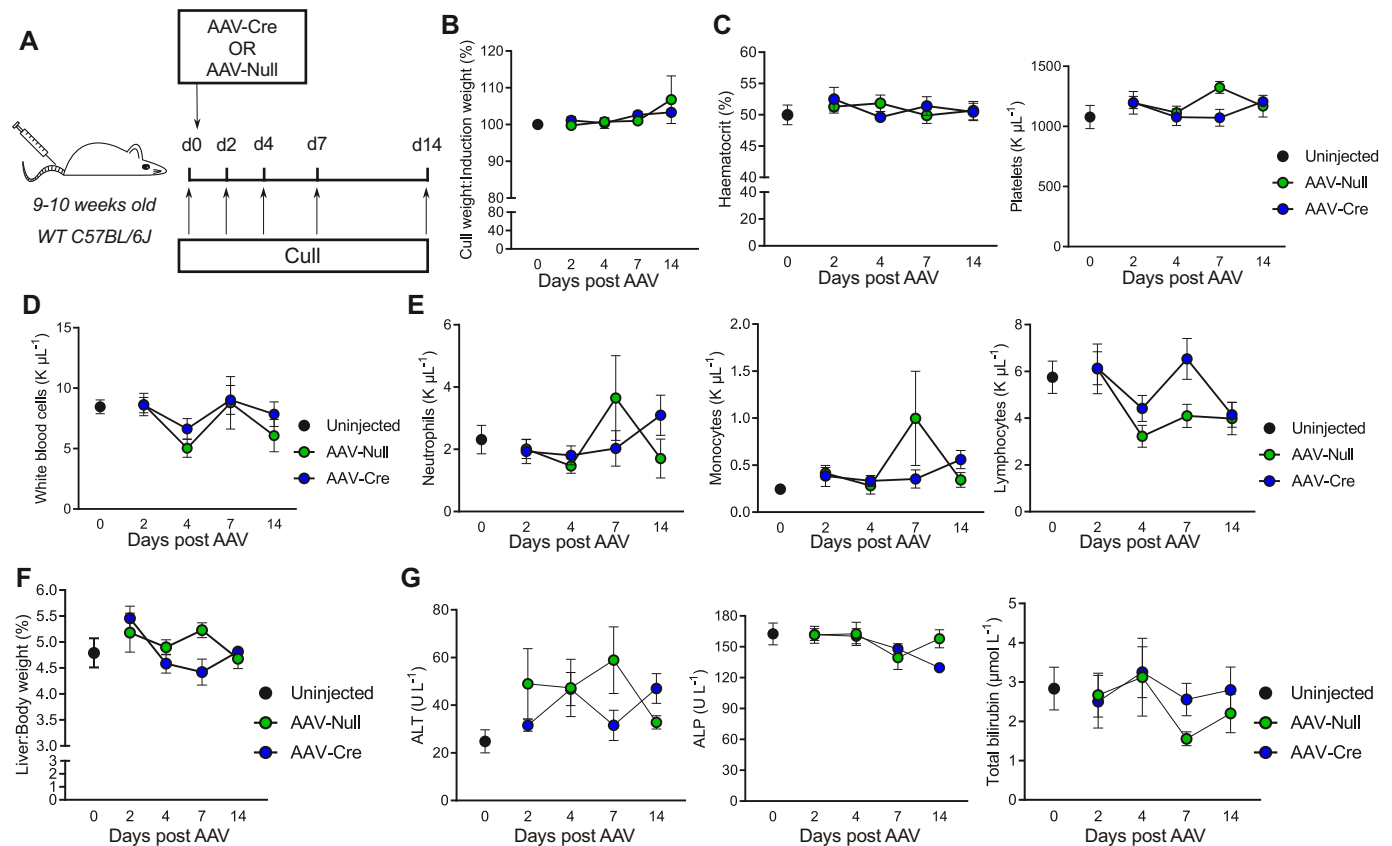 A
AAV-Cre
OR
AAV-Null
d0 d2 d4 d7 d14
9-10 weeks old
WT C57BL/6J
Cull
B
Cull weight:Induction weight (%)
120
110
100
90
80
80
60
40
20
0
0 2 4 7 14
Days post AAV
C
Haematocrit (%)
60
55
50
45
40
40
30
20
10
0
0 2 4 7 14
Days post AAV
Platelets (K µL⁻¹)
1500
1000
500
0
0 2 4 7 14
Days post AAV
Uninjected
AAV-Null
AAV-Cre
D
White blood cells (K µL⁻¹)
15
10
5
0
0 2 4 7 14
Days post AAV
Uninjected
AAV-Null
AAV-Cre
E
Neutrophils (K µL⁻¹)
6
4
2
0
0 2 4 7 14
Days post AAV
Monocytes (K µL⁻¹)
2.0
1.5
1.0
0.5
0.0
0 2 4 7 14
Days post AAV
Lymphocytes (K µL⁻¹)
8
6
4
2
0
0 2 4 7 14
Days post AAV
Uninjected
AAV-Null
AAV-Cre
F
Liver:Body weight (%)
6.0
5.5
5.0
4.5
4.0
3.5
3.0
3
2
1
0
0 2 4 7 14
Days post AAV
Uninjected
AAV-Null
AAV-Cre
G
ALT (U L⁻¹)
80
60
40
20
0
0 2 4 7 14
Days post AAV
ALP (U L⁻¹)
180
150
120
90
60
30
0
0 2 4 7 14
Days post AAV
Total bilirubin (µmol L⁻¹)
5
4
3
2
1
0
0 2 4 7 14
Days post AAV
Uninjected
AAV-Null
AAV-Cre